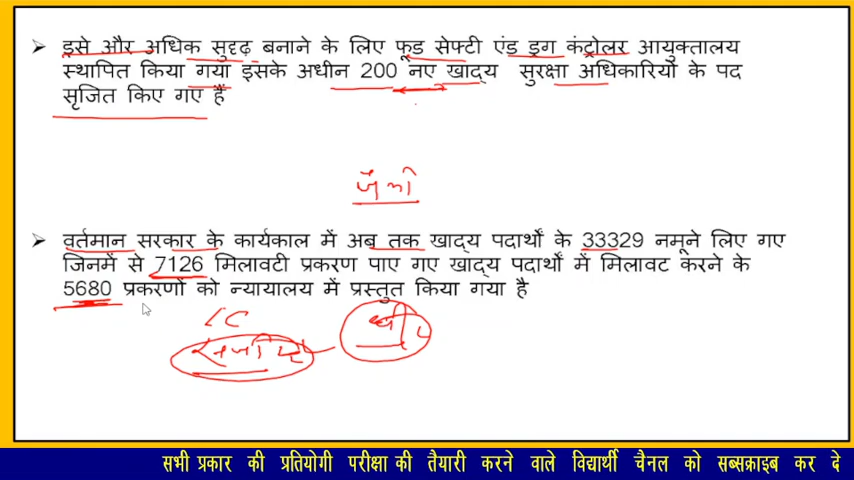 ➢ इसे और अधिक सुदृढ़ बनाने के लिए फूड सेफ्टी एंड ड्रग कंट्रोलर आयुक्तालय
स्थापित किया गया इसके अधीन 200 नए खाद्य सुरक्षा अधिकारियों के पद
सृजित किए गए हैं
➢ वर्तमान सरकार के कार्यकाल में अब तक खाद्य पदार्थों के 33329 नमूने लिए गए
जिनमें से 7126 मिलावटी प्रकरण पाए गए खाद्य पदार्थों में मिलावट करने के
5680 प्रकरणों को न्यायालय में प्रस्तुत किया गया है
सभी प्रकार की प्रतियोगी परीक्षा की तैयारी करने वाले विद्यार्थी चैनल को सब्सक्राइब कर दे